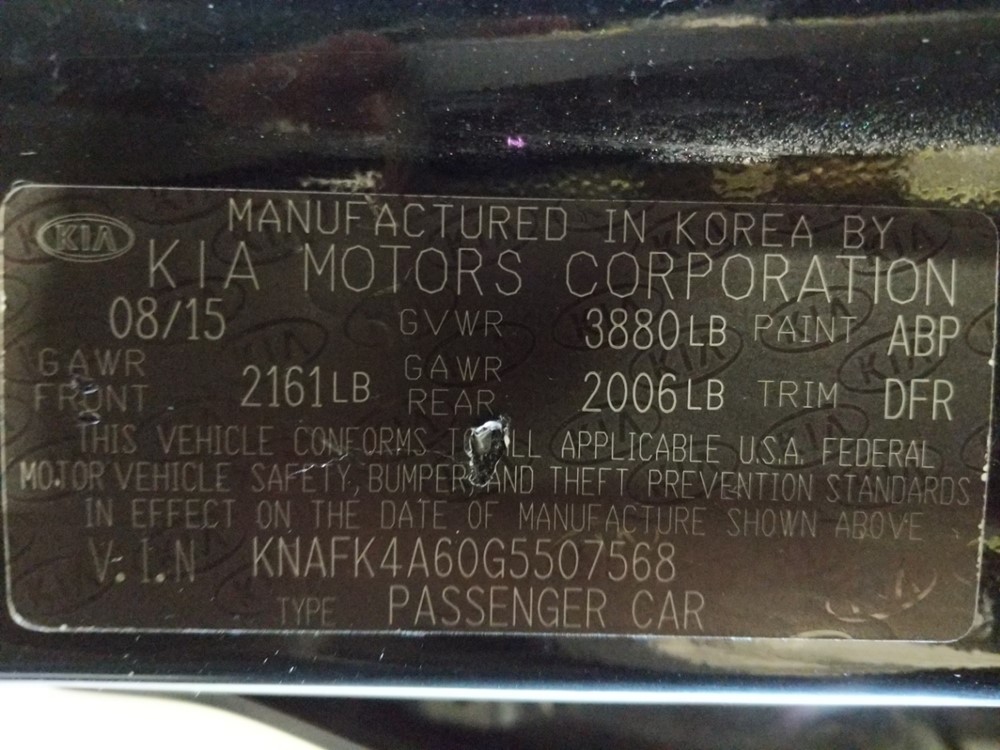 MANUFACTURED IN KOREA BY
KIA
KIA MOTORS CORPORATION
08/15 GVWR 3880LB PAINT ABP
GAWR FRONT 2161LB GAWR REAR 2006LB TRIM DFR
THIS VEHICLE CONFORMS TO ALL APPLICABLE U.S.A. FEDERAL
MOTOR VEHICLE SAFETY, BUMPER, AND THEFT PREVENTION STANDARDS
IN EFFECT ON THE DATE OF MANUFACTURE SHOWN ABOVE
V.I.N KNAFK4A60G5507568
TYPE PASSENGER CAR